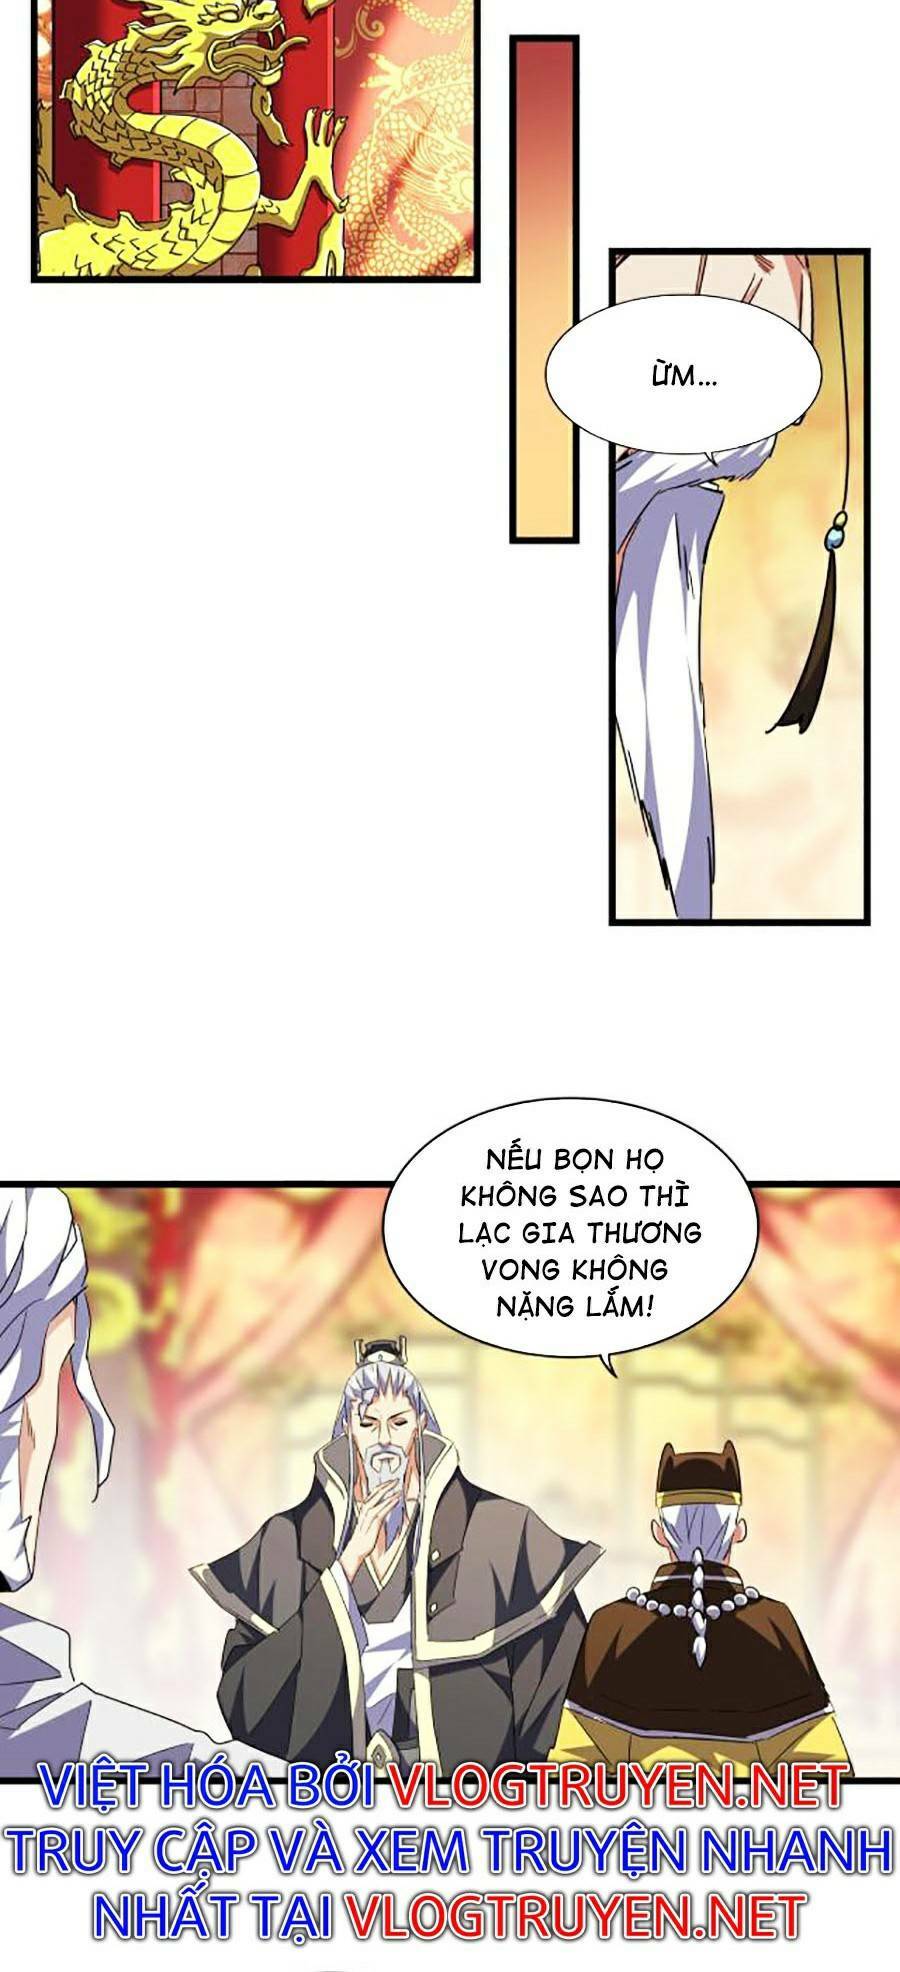 ỪM...
NẾU BỌN HỌ
KHÔNG SAO THÌ
LẠC GIA THƯƠNG
VONG KHÔNG
NẶNG LẮM!
VIỆT HÓA BỞI VLOGTRUYEN.NET
TRUY CẬP VÀ XEM TRUYỆN NHANH
NHẤT TẠI VLOGTRUYEN.NET